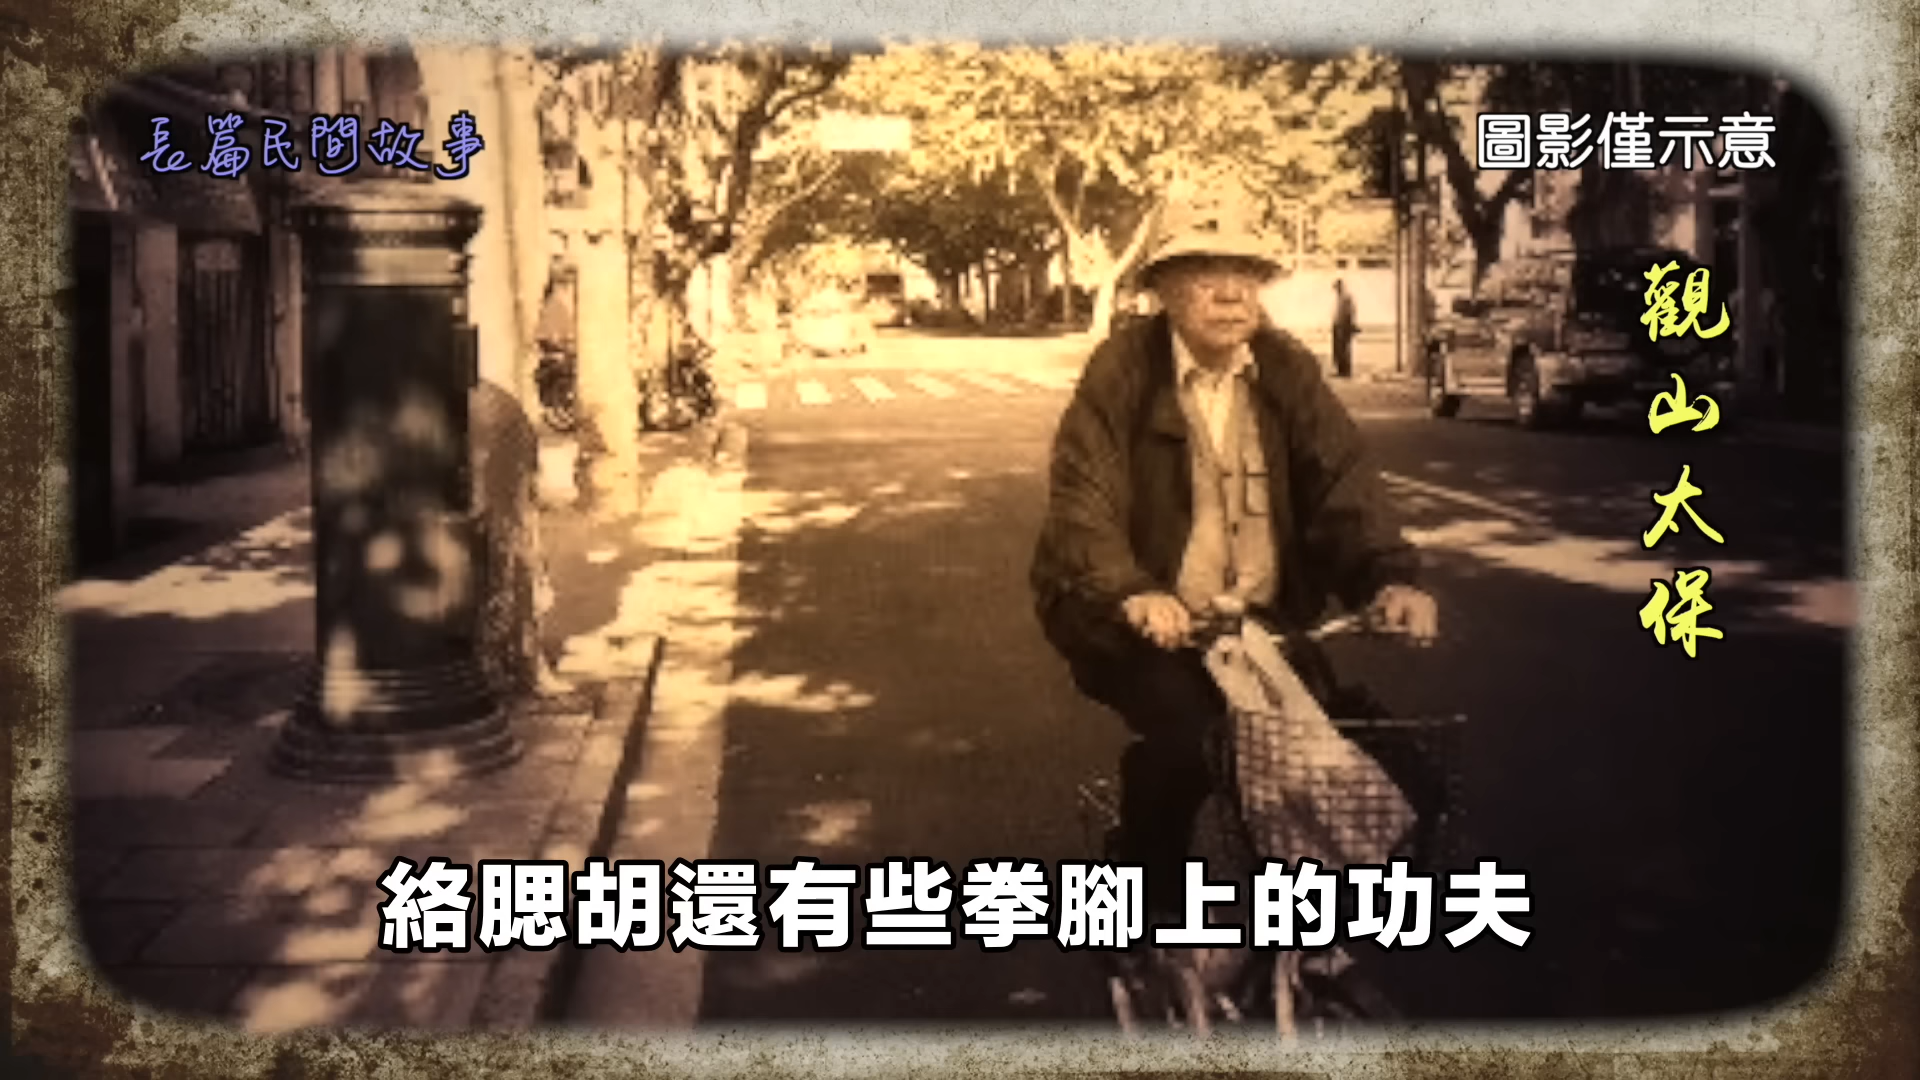 長篇民間故事
圖影僅示意
觀山太保
絡腮胡還有些拳腳上的功夫